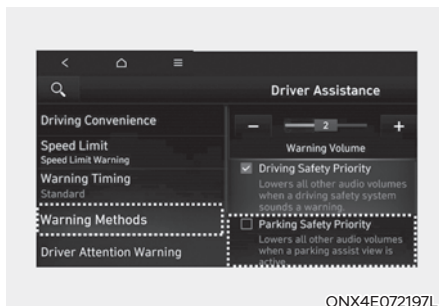 Driver Assistance
Driving Convenience
Speed Limit
Speed Limit Warning
Warning Timing
Standard
Warning Methods
Driver Attention Warning
2
Warning Volume
Driving Safety Priority
Lowers all other audio volumes
when a driving safety system
sounds a warning.
Parking Safety Priority
Lowers all other audio volumes
when a parking assist view is
active.
ONX4E072197L